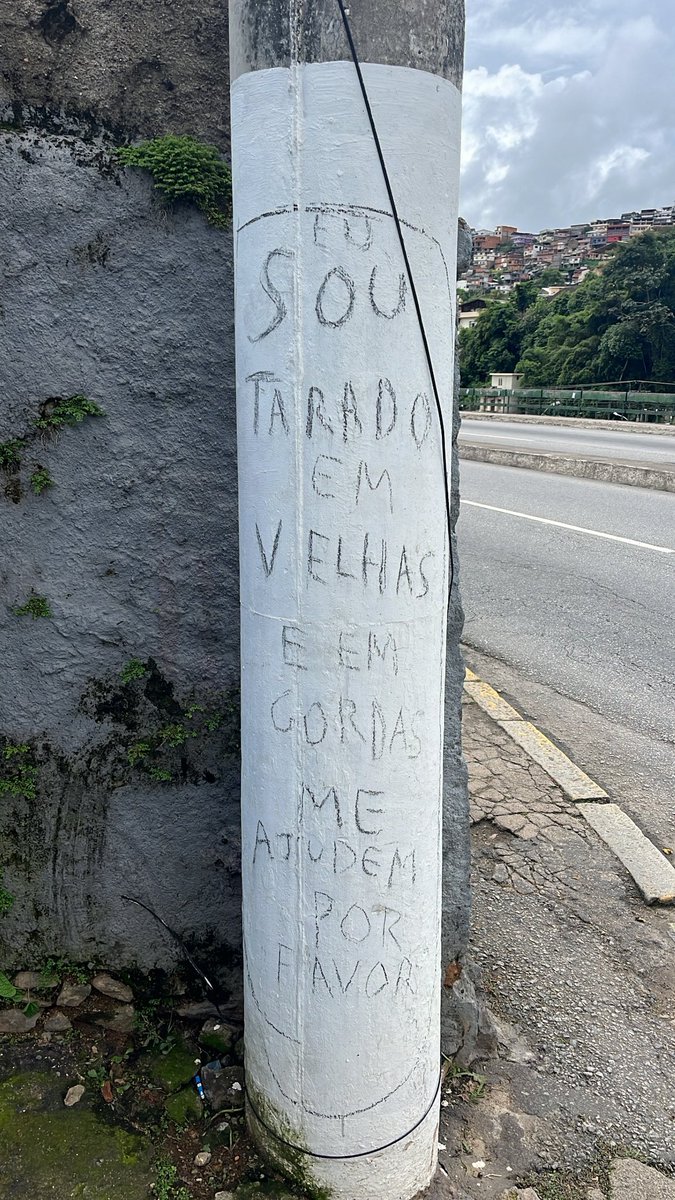 EU
SOU
TARADO
EM
VELHAS
E EM
GORDAS
ME
AJUDEM
POR
FAVOR